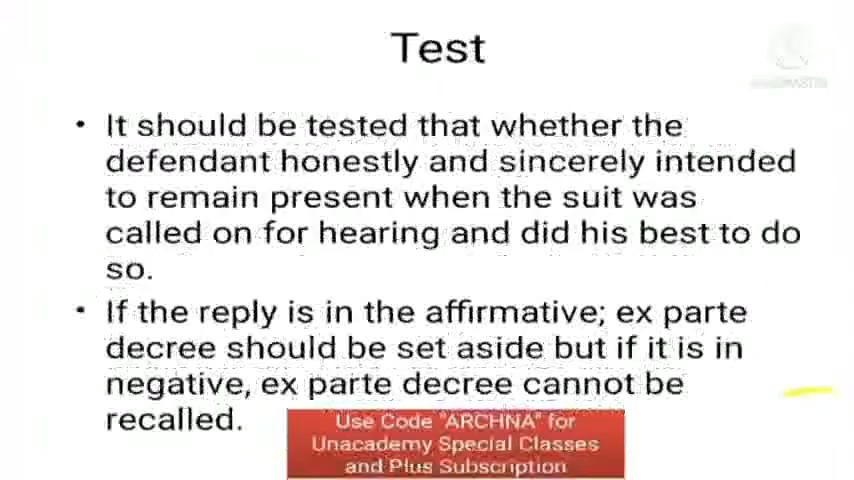 Test
• It should be tested that whether the
defendant honestly and sincerely intended
to remain present when the suit was
called on for hearing and did his best to do
so.
• If the reply is in the affirmative; ex parte
decree should be set aside but if it is in
negative, ex parte decree cannot be
recalled.
Use Code "ARCHNA" for
Unacademy Special Classes
and Plus Subscription